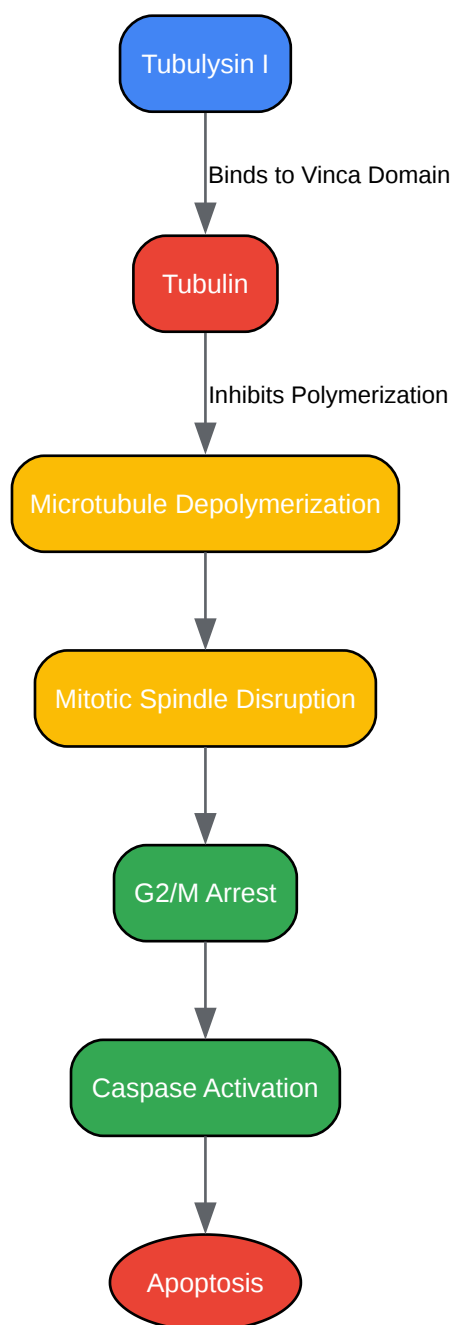 Tubulysin I
Binds to Vinca Domain
Tubulin
Inhibits Polymerization
Microtubule Depolymerization
Mitotic Spindle Disruption
G2/M Arrest
Caspase Activation
Apoptosis